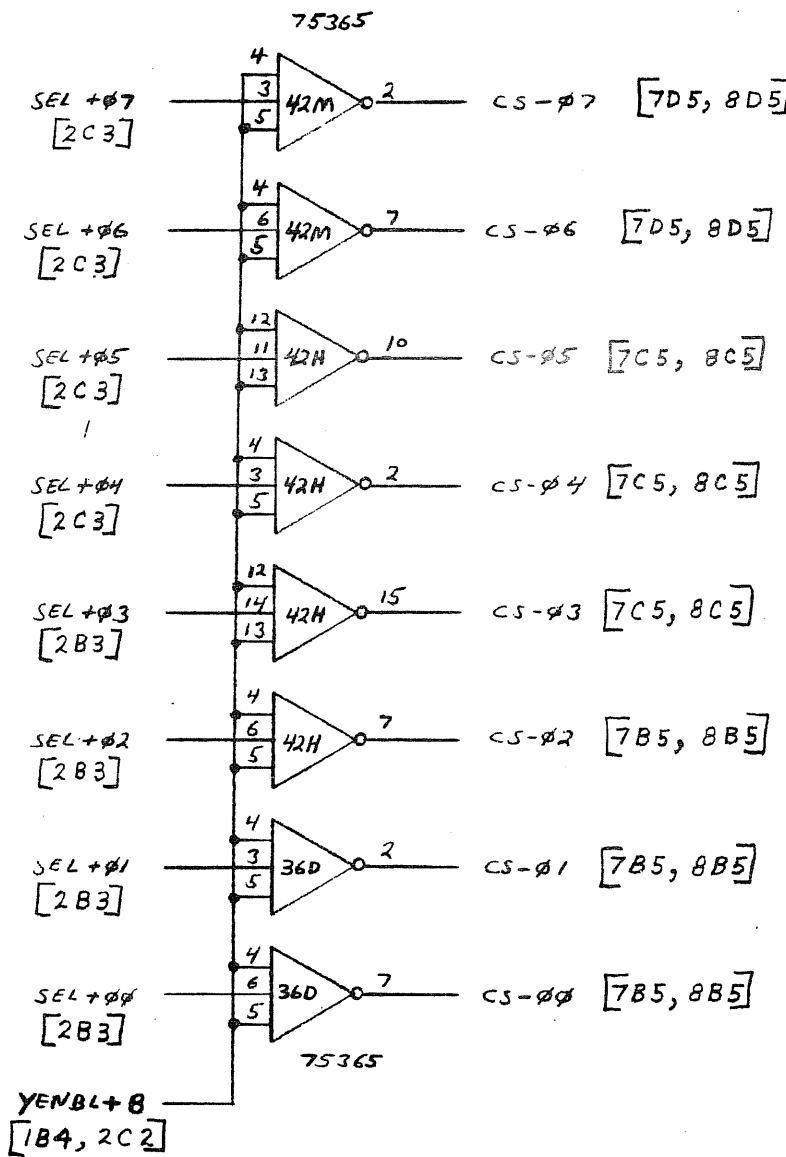 75365
4
SEL +ø7 3 42M 2 CS-ø7 [7D5, 8D5]
5
[2C3]
4
SEL +ø6 6 42M 7 CS-ø6 [7D5, 8D5]
5
[2C3]
12
SEL +ø5 11 42H 10 CS-ø5 [7C5, 8C5]
13
[2C3]
4
SEL +ø4 3 42H 2 CS-ø4 [7C5, 8C5]
5
[2C3]
12
SEL +ø3 14 42H 15 CS-ø3 [7C5, 8C5]
13
[2B3]
4
SEL +ø2 6 42H 7 CS-ø2 [7B5, 8B5]
5
[2B3]
4
SEL +ø1 3 36D 2 CS-ø1 [7B5, 8B5]
5
[2B3]
4
SEL +øø 6 36D 7 CS-øø [7B5, 8B5]
5
[2B3]
75365
YENBL+B
[1B4, 2C2]